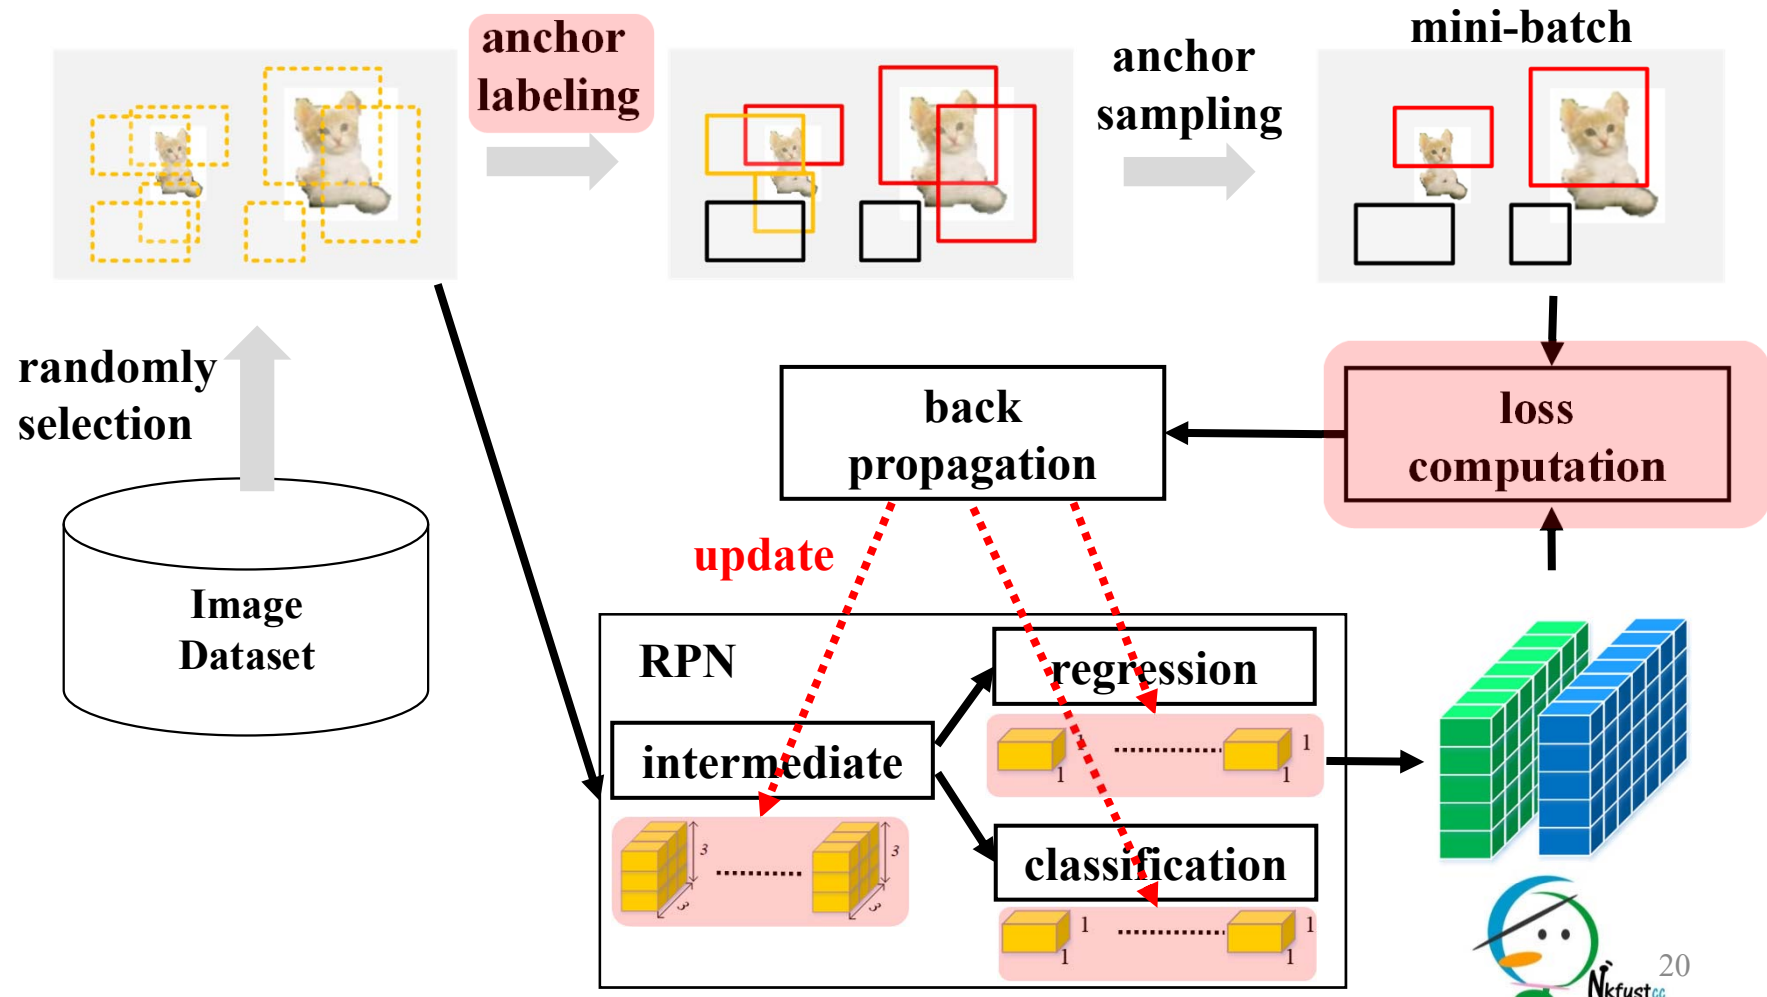 anchor
labeling
anchor
sampling
mini-batch
randomly
selection
Image
Dataset
back
propagation
loss
computation
update
RPN
regression
intermediate
classification
3
3
3
3
1
1
1
1
1
1
1
1
20
Nkfustcc